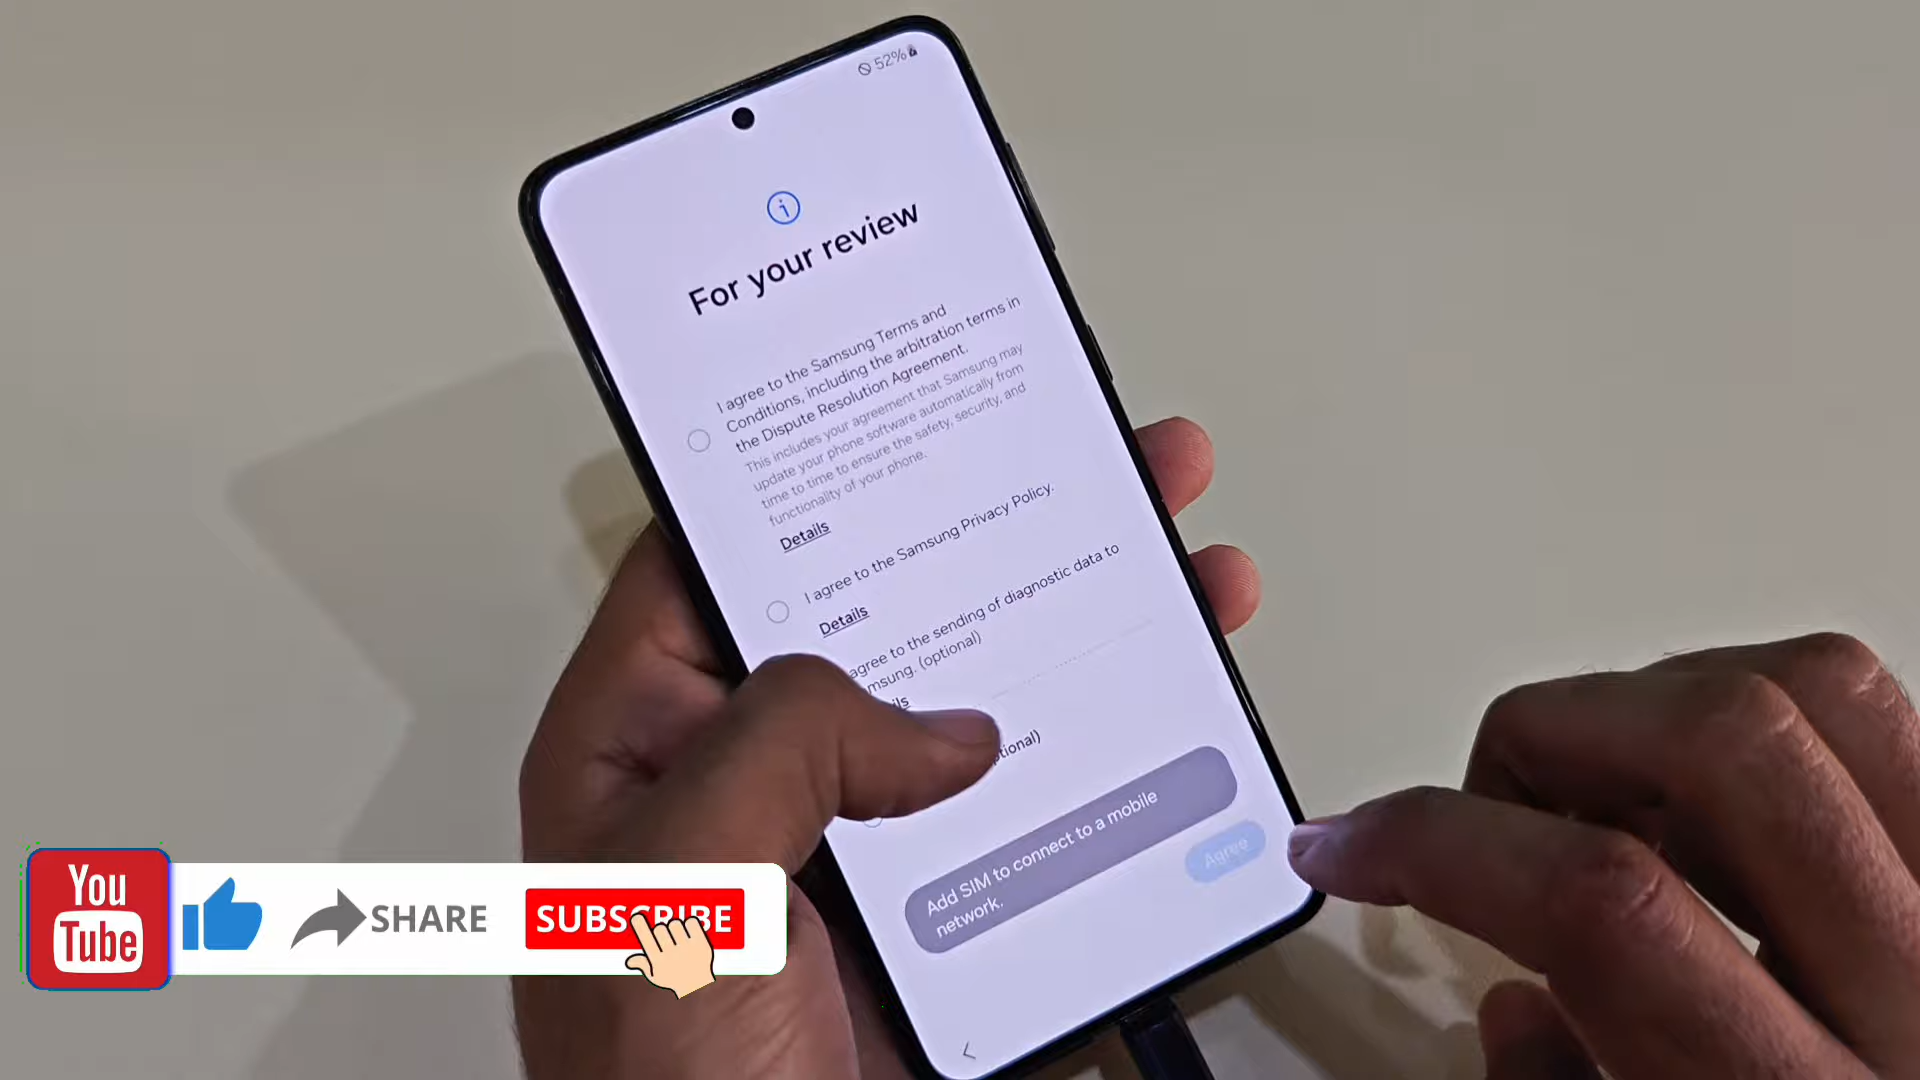 52%
For your review
I agree to the Samsung Terms and
Conditions, including the arbitration terms in
the Dispute Resolution Agreement.
This includes your agreement that Samsung may
update your phone software automatically from
time to time to ensure the safety, security, and
functionality of your phone.
Details
I agree to the Samsung Privacy Policy.
Details
agree to the sending of diagnostic data to
amsung. (optional)
ils
ptional)
Add SIM to connect to a mobile
network.
Agree
You
Tube
SHARE
SUBSCRIBE